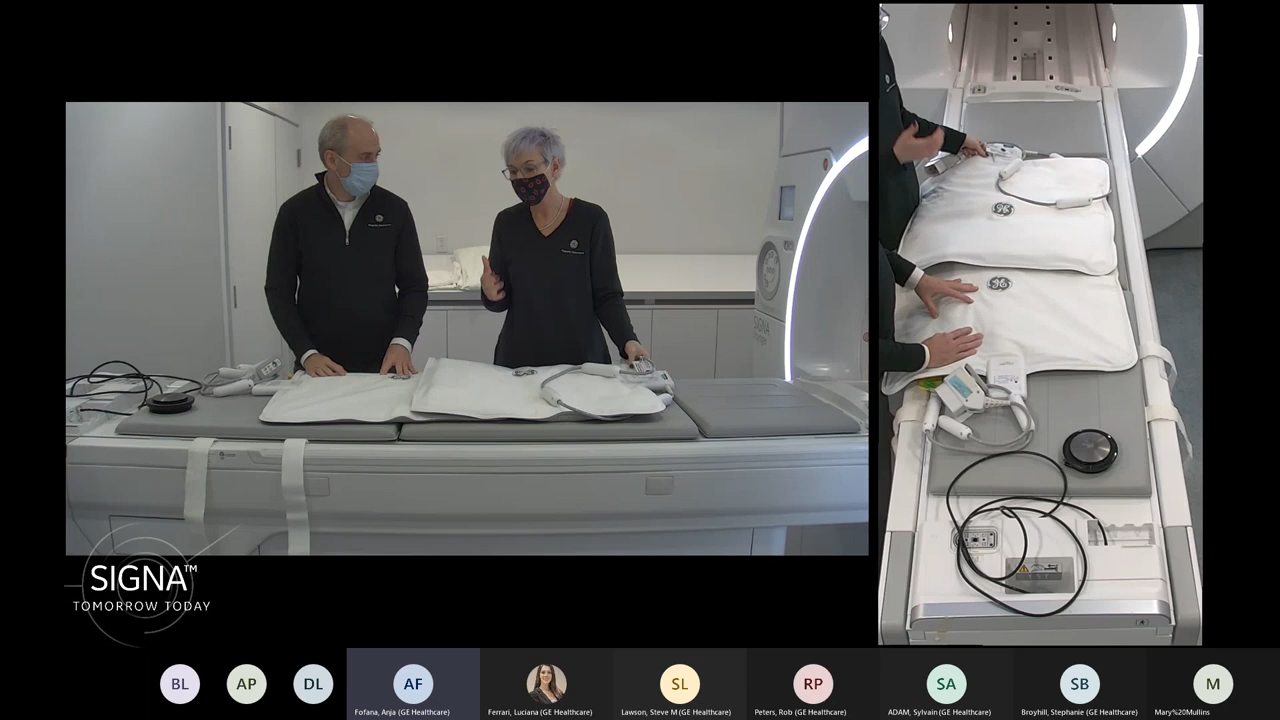 SIGNA™
TOMORROW TODAY
SIGNA
BL
AP
DL
AF
SL
RP
SA
SB
M
Fofana, Anja (GE Healthcare)
Ferrari, Luciana (GE Healthcare)
Lawson, Steve M (GE Healthcare)
Peters, Rob (GE Healthcare)
ADAM, Sylvain (GE Healthcare)
Broyhill, Stephanie (GE Healthcare)
Mary%20Mullins